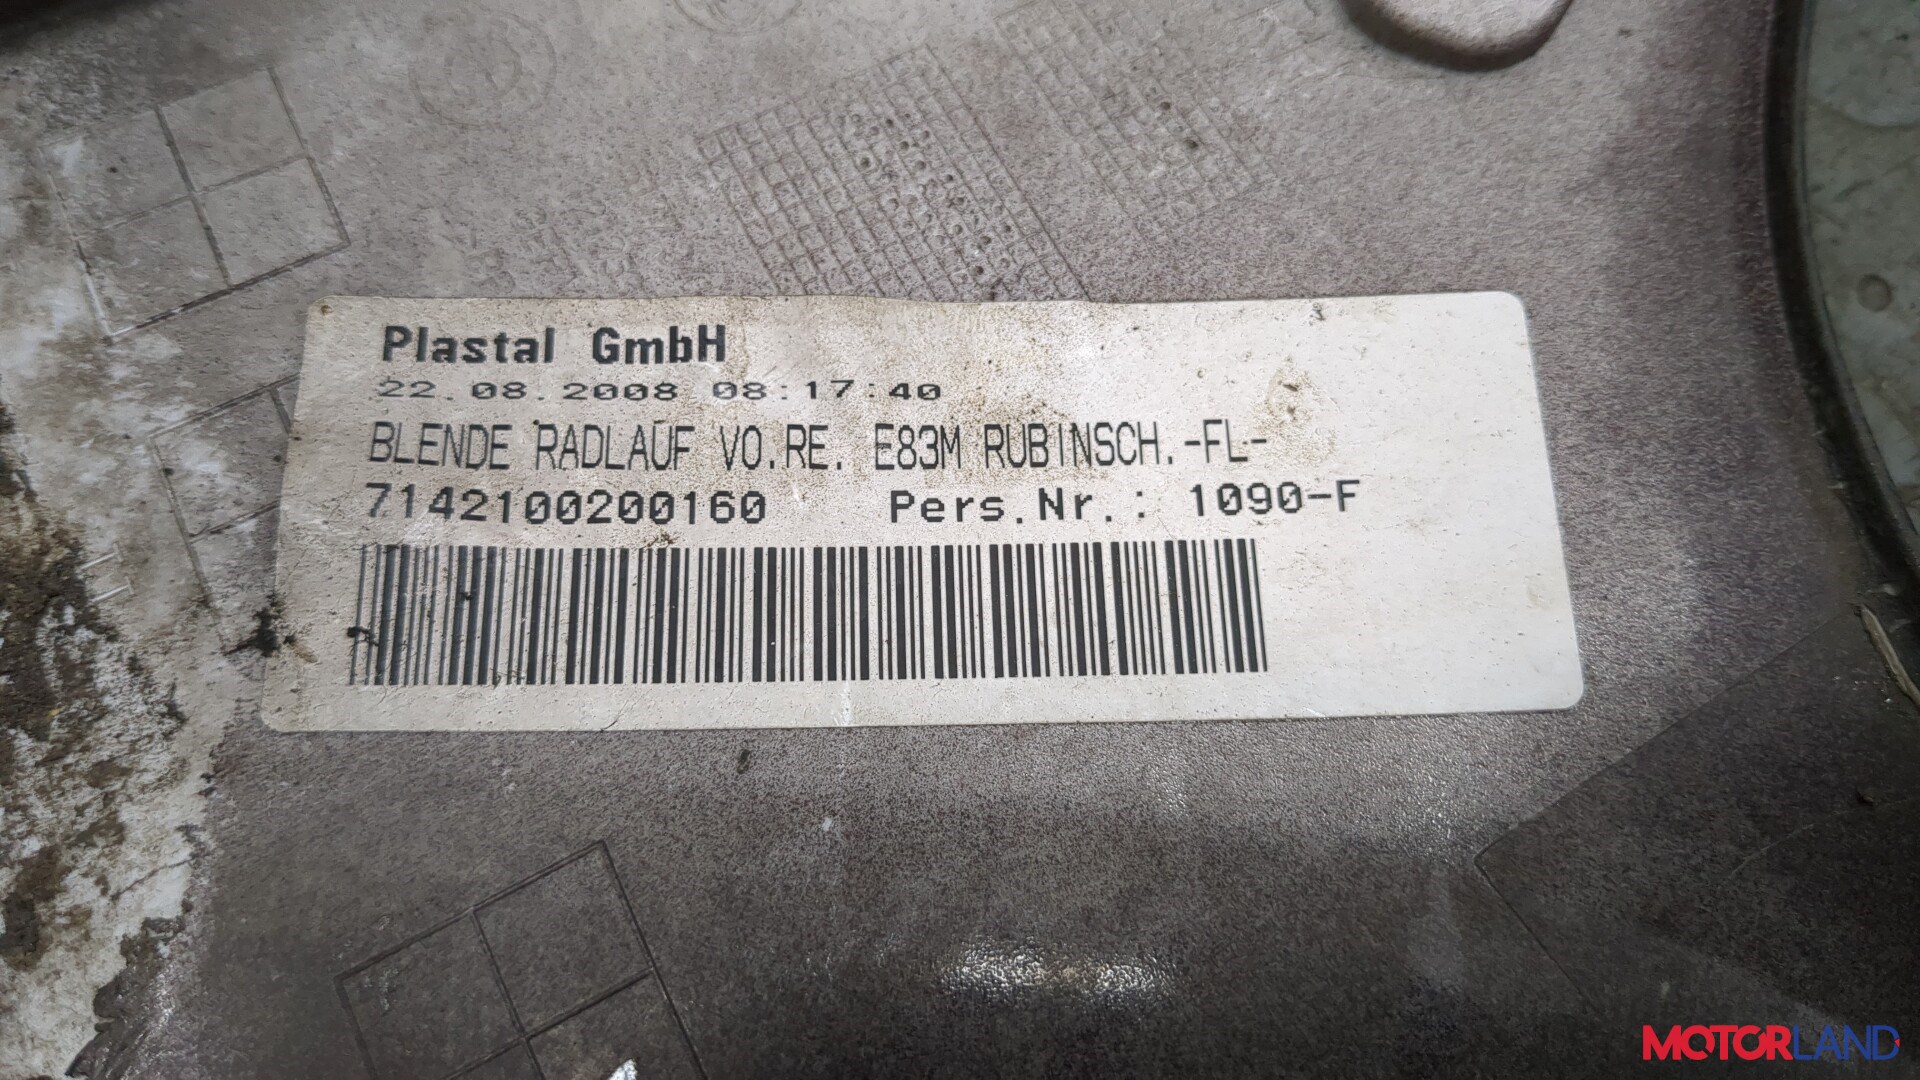 Plastal GmbH
22.08.2008 08:17:40
BLENDE RADLAUF VO.RE. E83M RUBINSCH.-FL-
7142100200160 Pers.Nr.: 1090-F
MOTORLAND